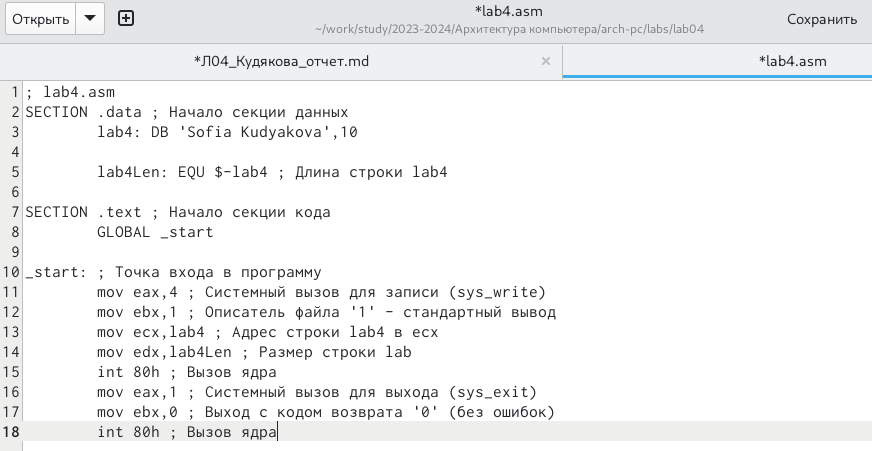 Открыть
*lab4.asm
~/work/study/2023-2024/Архитектура компьютера/arch-pc/labs/lab04
Сохранить
*Л04_Кудякова_отчет.md ×
*lab4.asm
1 ; lab4.asm
2 SECTION .data ; Начало секции данных
3         lab4: DB 'Sofia Kudyakova',10
4
5         lab4Len: EQU $-lab4 ; Длина строки lab4
6
7 SECTION .text ; Начало секции кода
8         GLOBAL _start
9
10 _start: ; Точка входа в программу
11         mov eax,4 ; Системный вызов для записи (sys_write)
12         mov ebx,1 ; Описатель файла '1' - стандартный вывод
13         mov ecx,lab4 ; Адрес строки lab4 в ecx
14         mov edx,lab4Len ; Размер строки lab
15         int 80h ; Вызов ядра
16         mov eax,1 ; Системный вызов для выхода (sys_exit)
17         mov ebx,0 ; Выход с кодом возврата '0' (без ошибок)
18         int 80h ; Вызов ядра